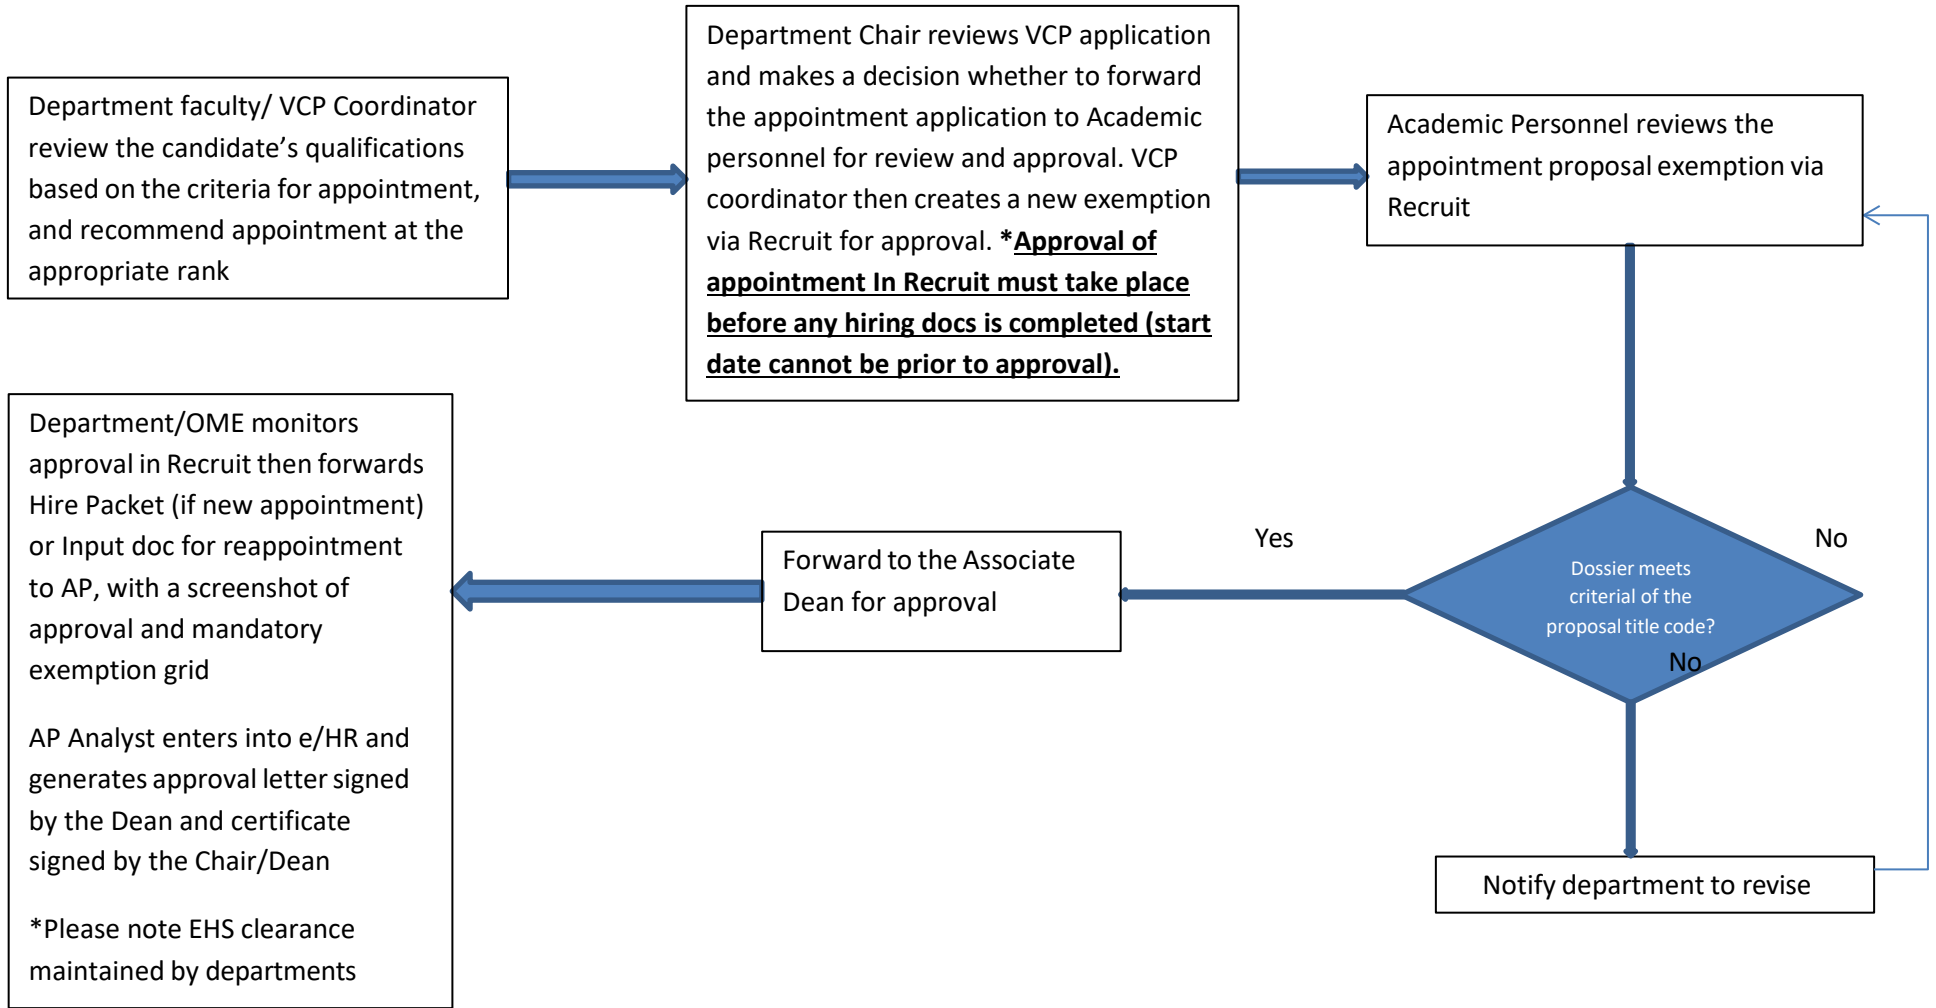 Department faculty/ VCP Coordinator
review the candidate’s qualifications
based on the criteria for appointment,
and recommend appointment at the
appropriate rank
Department Chair reviews VCP application
and makes a decision whether to forward
the appointment application to Academic
personnel for review and approval. VCP
coordinator then creates a new exemption
via Recruit for approval. *Approval of
appointment In Recruit must take place
before any hiring docs is completed (start
date cannot be prior to approval).
Academic Personnel reviews the
appointment proposal exemption via
Recruit
Dossier meets
criterial of the
proposal title code?
No
No
Yes
Notify department to revise
Forward to the Associate
Dean for approval
Department/OME monitors
approval in Recruit then forwards
Hire Packet (if new appointment)
or Input doc for reappointment
to AP, with a screenshot of
approval and mandatory
exemption grid
AP Analyst enters into e/HR and
generates approval letter signed
by the Dean and certificate
signed by the Chair/Dean
*Please note EHS clearance
maintained by departments